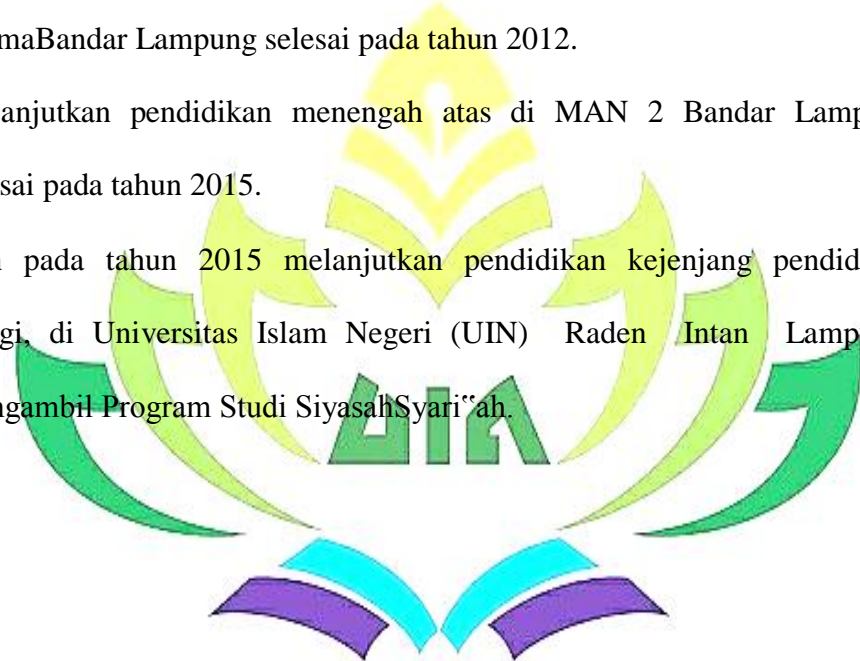 maBandar Lampung selesai pada tahun 2012.
anjutkan pendidikan menengah atas di MAN 2 Bandar Lamp
sai pada tahun 2015.
pada tahun 2015 melanjutkan pendidikan kejenjang pendid
gi, di Universitas Islam Negeri (UIN) Raden Intan Lamp
ngambil Program Studi SiyasahSyari‟ah.